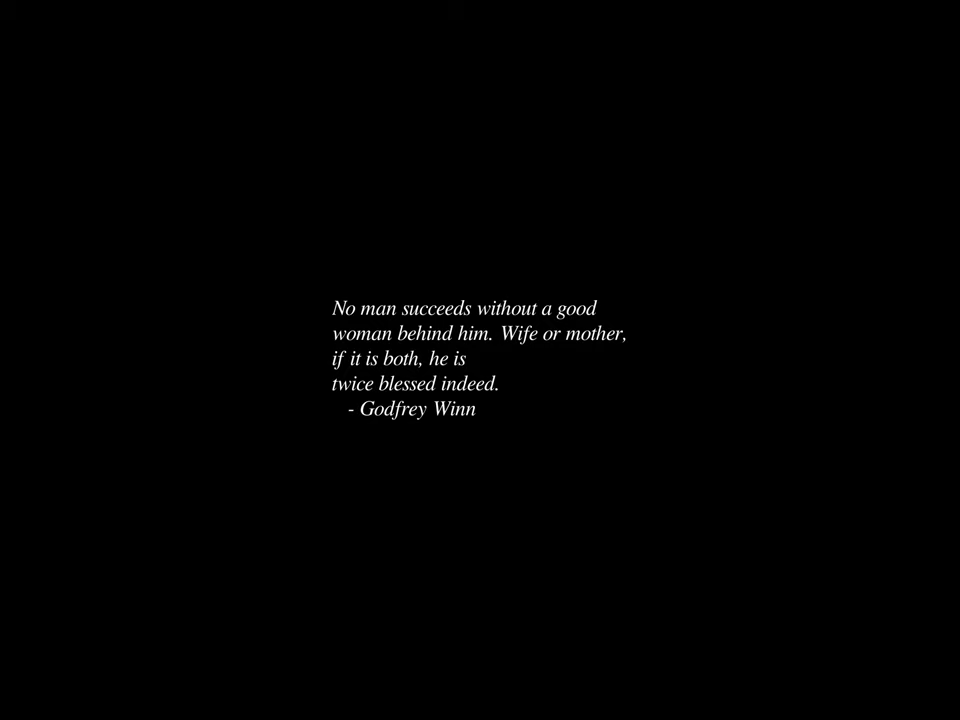 No man succeeds without a good
woman behind him. Wife or mother,
if it is both, he is
twice blessed indeed.
- Godfrey Winn